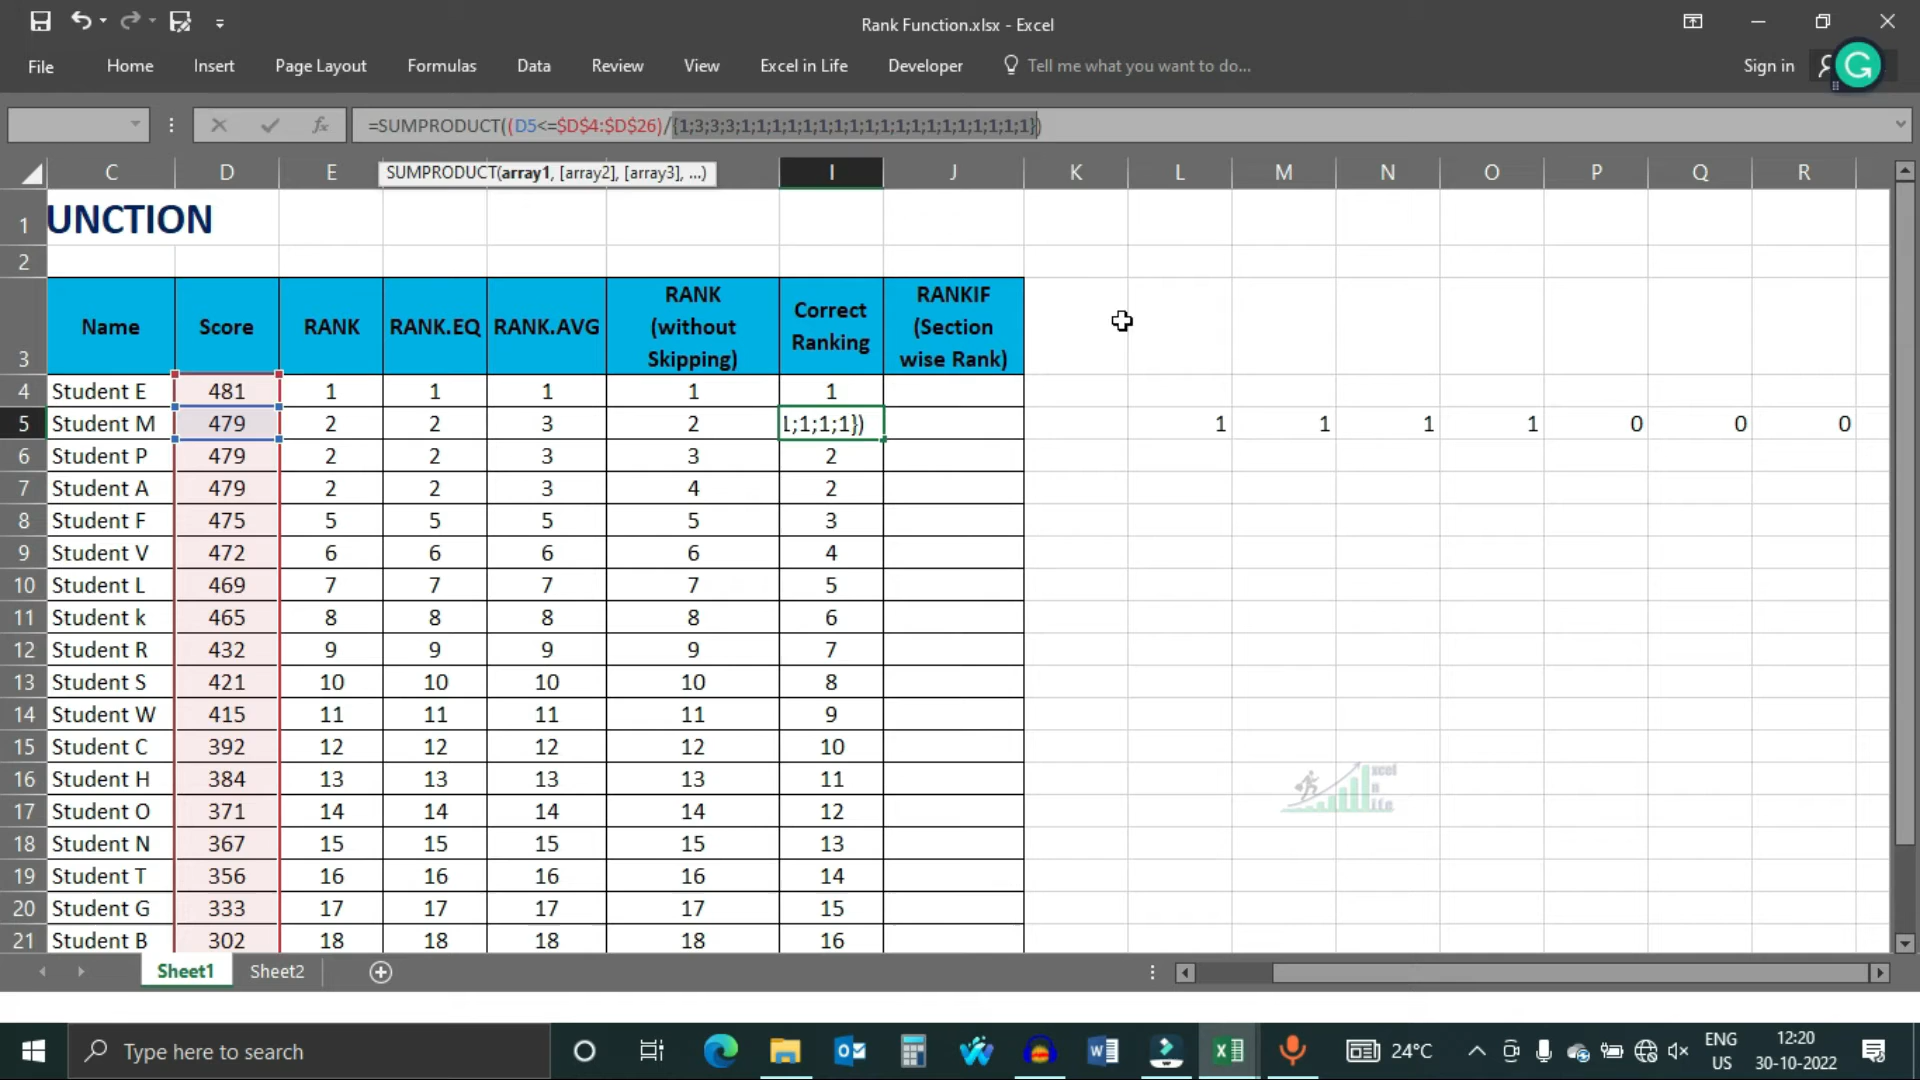 Rank Function.xlsx - Excel
File Home Insert Page Layout Formulas Data Review View Excel in Life Developer Tell me what you want to do... Sign in
=SUMPRODUCT((D5<=$D$4:$D$26)/{1;3;3;3;1;1;1;1;1;1;1;1;1;1;1;1;1;1;1;1;1;1;1})
SUMPRODUCT(array1, [array2], [array3], ...)
C D E I J K L M N O P Q R
1 UNCTION
2
3 Name Score RANK RANK.EQ RANK.AVG RANK (without Skipping) Correct Ranking RANKIF (Section wise Rank)
4 Student E 481 1 1 1 1 1
5 Student M 479 2 2 3 2 1;1;1;1}) 1 1 1 1 0 0 0
6 Student P 479 2 2 3 3 2
7 Student A 479 2 2 3 4 2
8 Student F 475 5 5 5 5 3
9 Student V 472 6 6 6 6 4
10 Student L 469 7 7 7 7 5
11 Student k 465 8 8 8 8 6
12 Student R 432 9 9 9 9 7
13 Student S 421 10 10 10 10 8
14 Student W 415 11 11 11 11 9
15 Student C 392 12 12 12 12 10
16 Student H 384 13 13 13 13 11
17 Student O 371 14 14 14 14 12
18 Student N 367 15 15 15 15 13
19 Student T 356 16 16 16 16 14
20 Student G 333 17 17 17 17 15
21 Student B 302 18 18 18 18 16
xcel
n
ife
Sheet1 Sheet2
Type here to search
24°C
ENG
US
12:20
30-10-2022